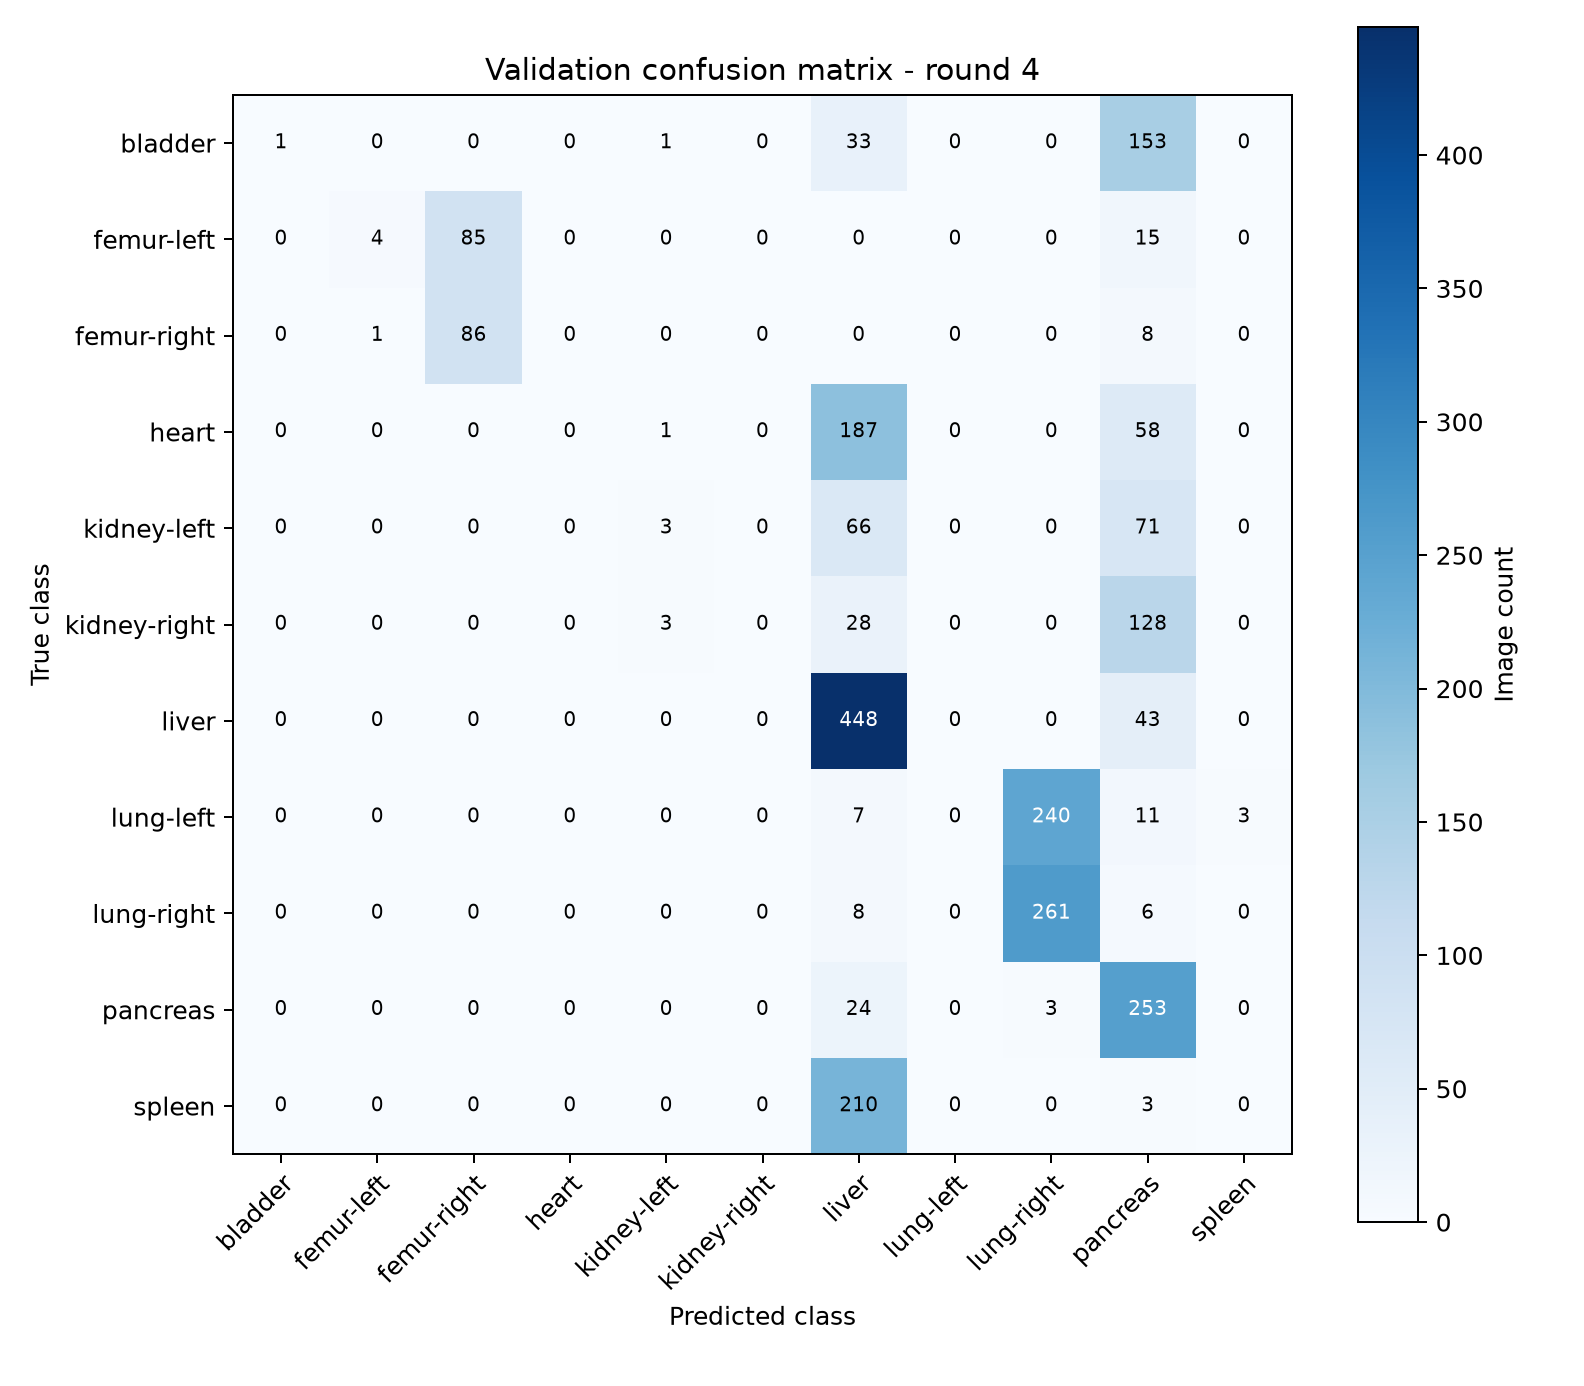 Validation confusion matrix - round 4
bladder 1 0 0 0 1 0 33 0 0 153 0
femur-left 0 4 85 0 0 0 0 0 0 15 0
femur-right 0 1 86 0 0 0 0 0 0 8 0
heart 0 0 0 0 1 0 187 0 0 58 0
kidney-left 0 0 0 0 3 0 66 0 0 71 0
kidney-right 0 0 0 0 3 0 28 0 0 128 0
liver 0 0 0 0 0 0 448 0 0 43 0
lung-left 0 0 0 0 0 0 7 0 240 11 3
lung-right 0 0 0 0 0 0 8 0 261 6 0
pancreas 0 0 0 0 0 0 24 0 3 253 0
spleen 0 0 0 0 0 0 210 0 0 3 0
True class
bladder femur-left femur-right heart kidney-left kidney-right liver lung-left lung-right pancreas spleen
Predicted class
400
350
300
250
200
150
100
50
0
Image count